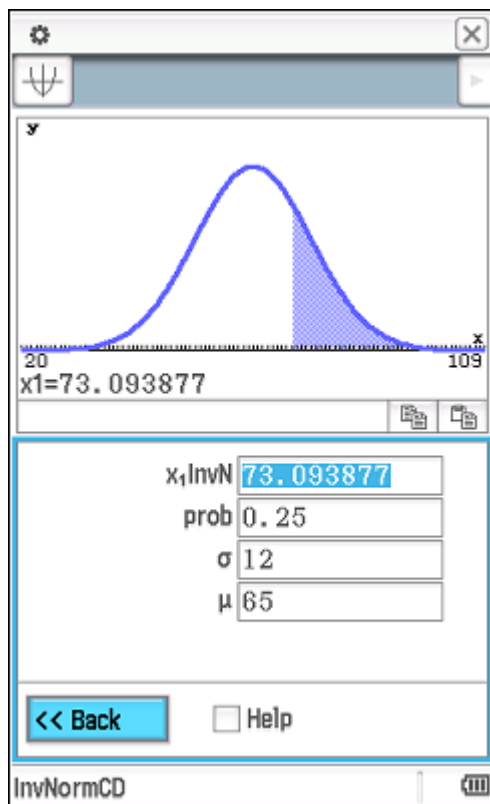 y
x
20 109
x1=73.093877
x₁InvN 73.093877
prob 0.25
σ 12
μ 65
<< Back Help
InvNormCD